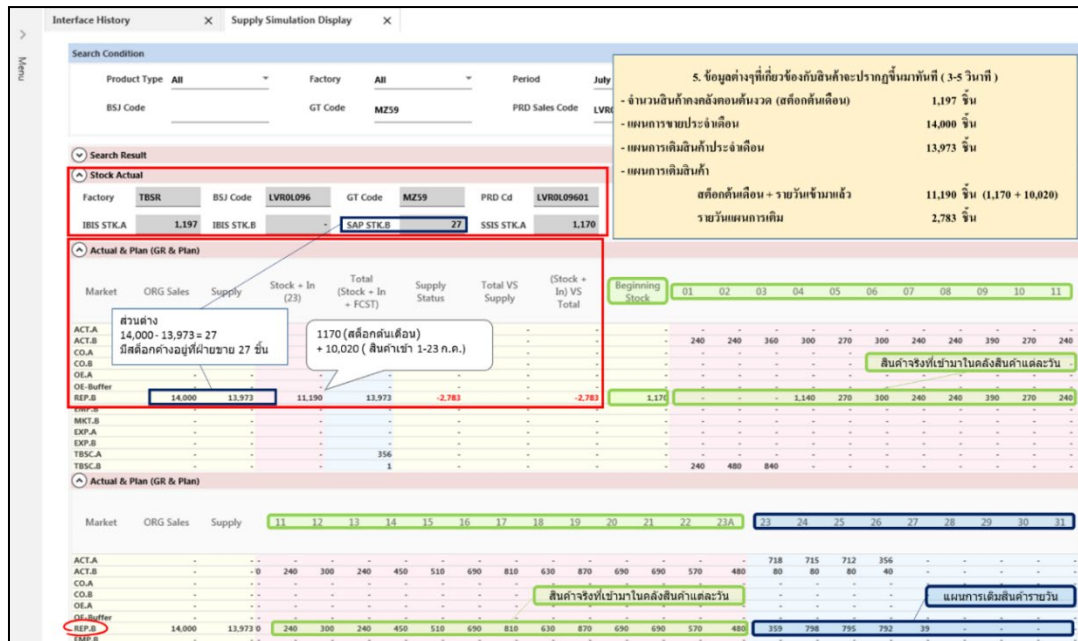 Interface History × Supply Simulation Display ×
Menu
Search Condition
Product Type All Factory All Period July
BSJ Code GT Code MZ59 PRD Sales Code LVR0
5. ข้อมูลต่างๆที่เกี่ยวข้องกับสินค้าจะปรากฏขึ้นมาทันที ( 3-5 วินาที )
- จำนวนสินค้าคงคลังตอนต้นงวด (สต็อกต้นเดือน) 1,197 ชิ้น
- แผนการขายประจำเดือน 14,000 ชิ้น
- แผนการเติมสินค้าประจำเดือน 13,973 ชิ้น
- แผนการเติมสินค้า
สต็อกต้นเดือน + รายวันเข้ามาแล้ว 11,190 ชิ้น (1,170 + 10,020)
รายวันแผนการเติม 2,783 ชิ้น
Search Result
Stock Actual
Factory TBSR BSJ Code LVR0L096 GT Code MZ59 PRD Cd LVR0L09601
IBIS STK.A 1,197 IBIS STK.B - SAP STK.B 27 SSIS STK.A 1,170
Actual & Plan (GR & Plan)
Market ORG Sales Supply Stock + In (23) Total (Stock + In + FCST) Supply Status Total VS Supply (Stock + In) VS Total Beginning Stock 01 02 03 04 05 06 07 08 09 10 11
ส่วนต่าง
14,000 - 13,973 = 27
มีสต็อกค้างอยู่ที่ฝ่ายขาย 27 ชิ้น
1170 (สต็อกต้นเดือน)
+ 10,020 ( สินค้าเข้า 1-23 ก.ค.)
ACT.A - - - - - - - - - - - - - - -
ACT.B - - - - 240 240 360 300 270 300 240 240 390 270 240
CO.A - - - - - - -
CO.B - - - - - - -
สินค้าจริงที่เข้ามาในคลังสินค้าแต่ละวัน
OE.A - - - - - - - - - - - - - - - - - - -
OE-Buffer - - - - - - - - - - - - - - - - - - -
REP.B 14,000 13,973 11,190 13,973 -2,783 - -2,783 1,170 - - - 1,140 270 300 240 240 390 270 240
EMP.B - - - - - - - - - - - - - - - - - - -
MKT.B - - - - - - - - - - - - - - - - - - -
EXP.A - - - - - - - - - - - - - - - - - - -
EXP.B - - - - - - - - - - - - - - - - - - -
TBSC.A - - - 356 - - - - - - - - - - - - - - -
TBSC.B - - - 1 - - - - 240 480 840 - - - - - - - -
Actual & Plan (GR & Plan)
Market ORG Sales Supply 11 12 13 14 15 16 17 18 19 20 21 22 23A 23 24 25 26 27 28 29 30 31
ACT.A - - - - - - - - - - - - - - - 718 715 712 356 - - - - -
ACT.B - - 0 240 300 240 450 510 690 810 630 870 690 690 570 480 80 80 80 40 - - - - -
CO.A - - - - - - - - - - - - - - - - - - - - - - - -
CO.B - - - - - - - - -
สินค้าจริงที่เข้ามาในคลังสินค้าแต่ละวัน
แผนการเติมสินค้ารายวัน
OE.A - - - - - - - - -
OE-Buffer - - - - - - - - - - - - - - - - - - - - - - - -
REP.B 14,000 13,973 0 240 300 240 450 510 690 810 630 870 690 690 570 480 359 798 795 792 39 - - - -
EMP.B - - - - - - - - - - - - - - - - - - - - - - - -